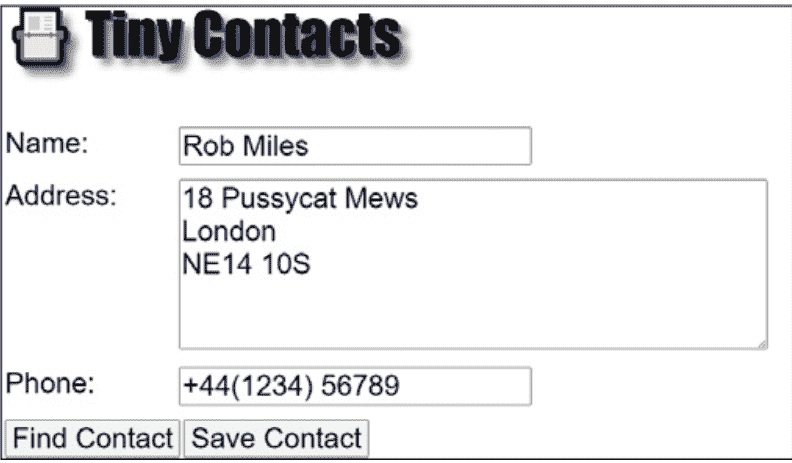 Tiny Contacts
Name: Rob Miles
Address: 18 Pussycat Mews
London
NE14 10S
Phone: +44(1234) 56789
Find Contact Save Contact